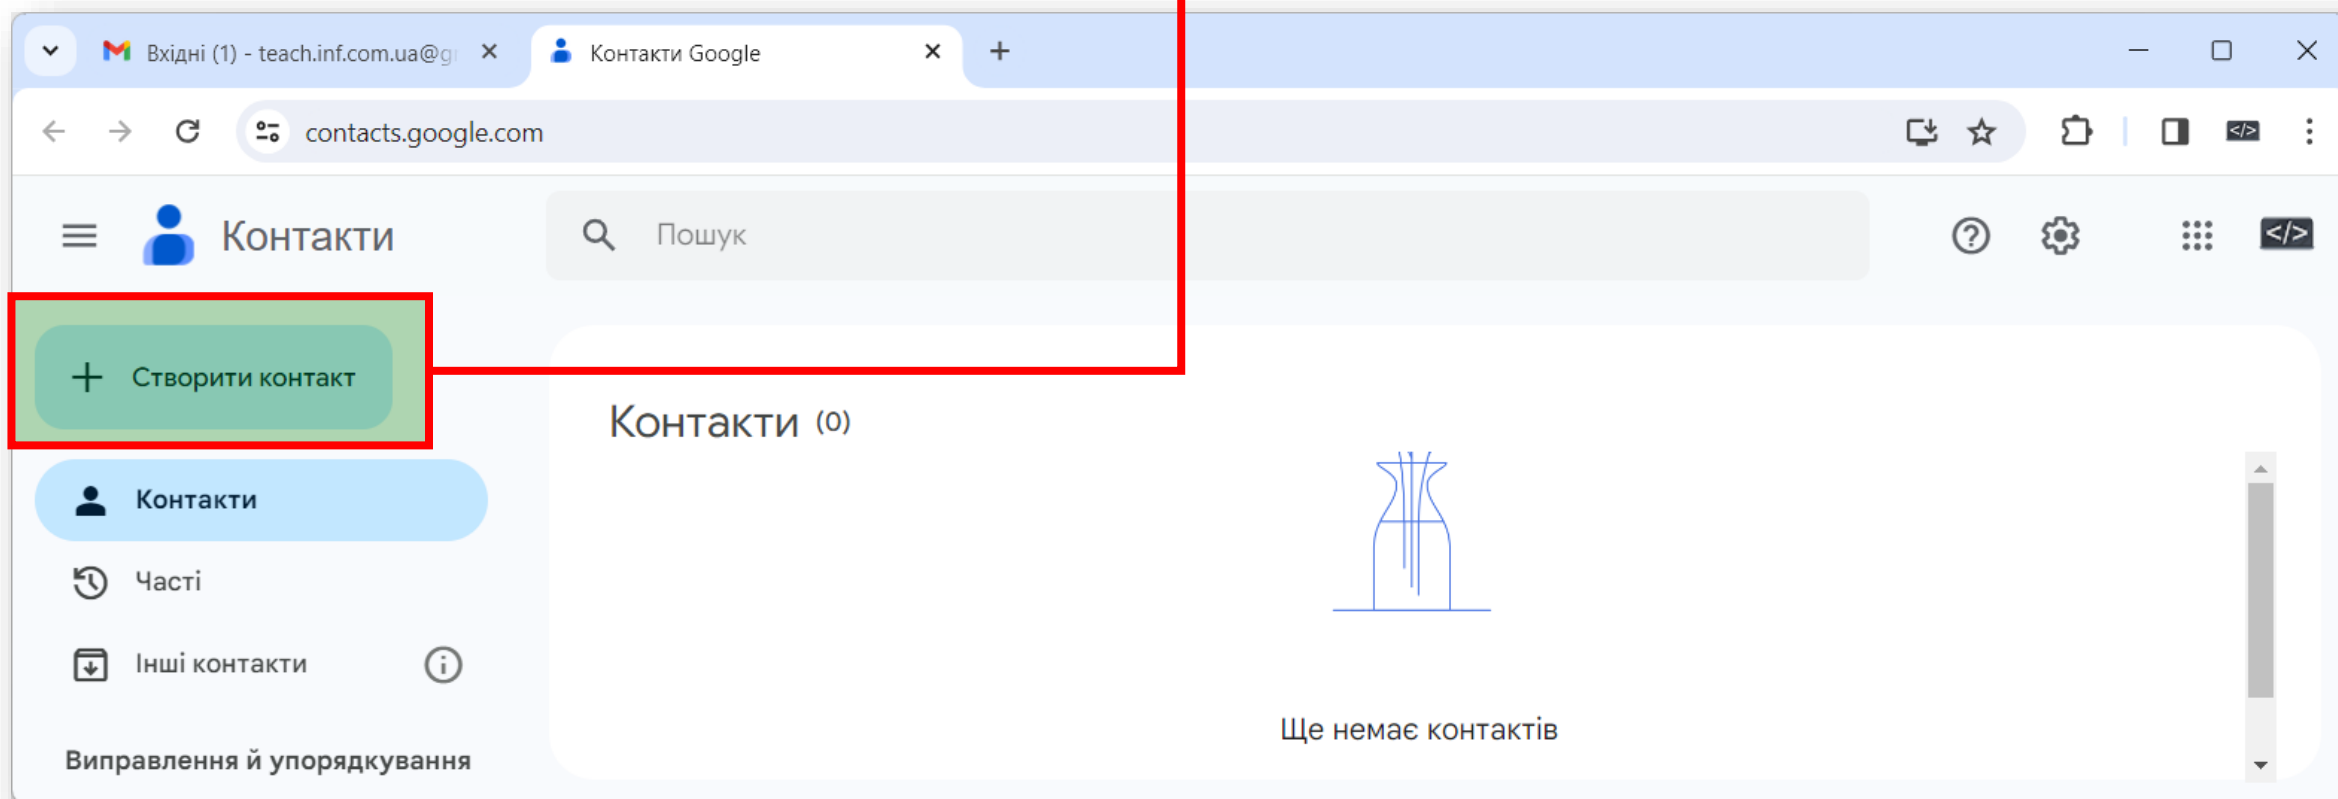 Вхідні (1) - teach.inf.com.ua@g
Контакти Google
contacts.google.com
Контакти
Пошук
</>
Створити контакт
Контакти (0)
Контакти
Часті
Інші контакти
Ще немає контактів
Виправлення й упорядкування